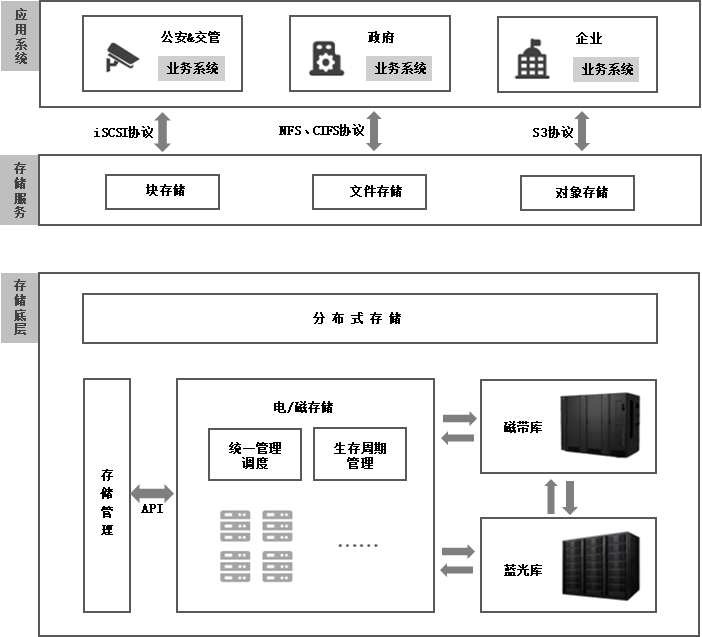 应用系统
公安&交管
业务系统
政府
业务系统
企业
业务系统
iSCSI协议
NFS、CIFS协议
S3协议
存储服务
块存储
文件存储
对象存储
存储底层
分布式存储
存储管理
API
电/磁存储
统一管理
调度
生存周期
管理
......
磁带库
蓝光库